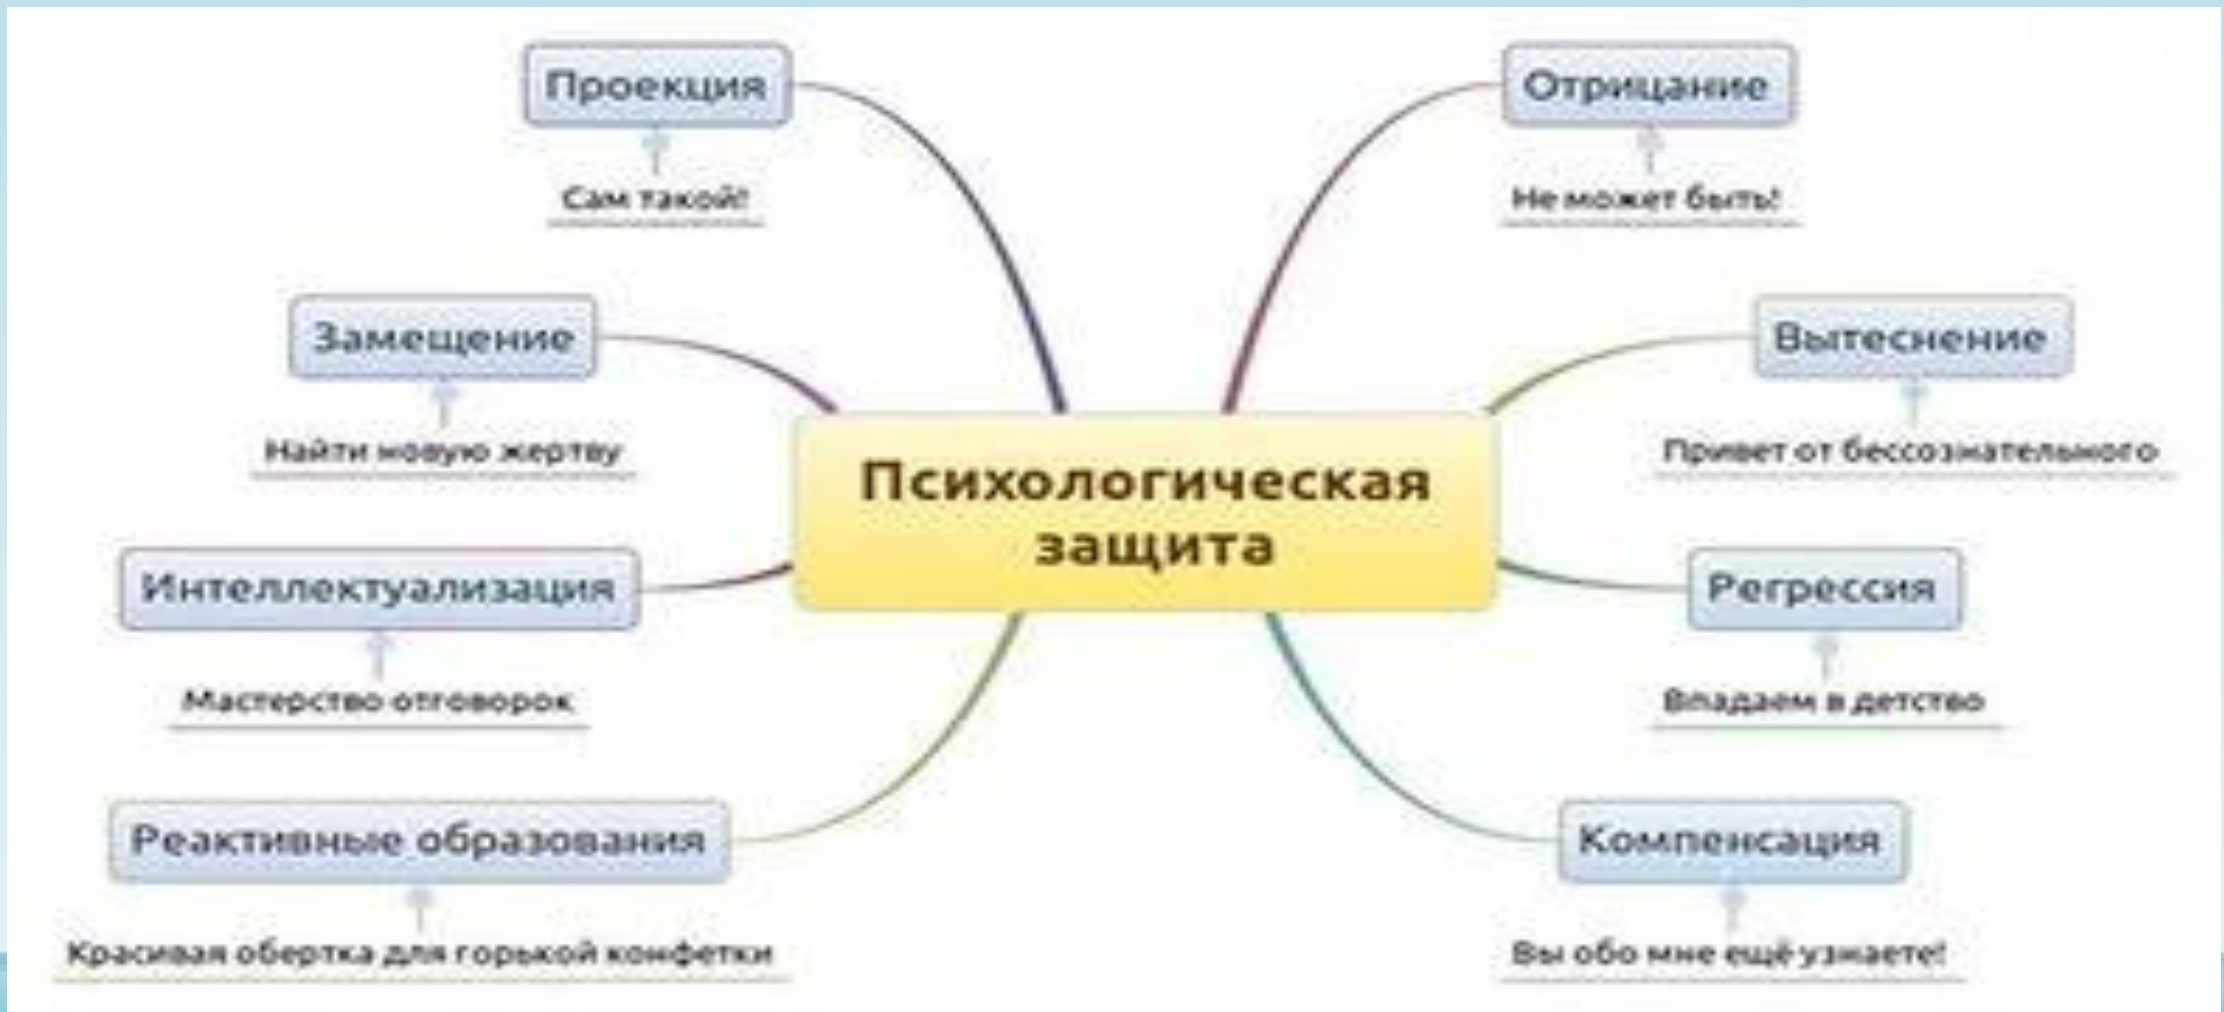 Проекция
Сам такой!
Замещение
Найти новую жертву
Интеллектуализация
Мастерство отговорок
Реактивные образования
Красивая обертка для горькой конфетки
Психологическая
защита
Отрицание
Не может быть!
Вытеснение
Привет от бессознательного
Регрессия
Впадаем в детство
Компенсация
Вы обо мне ещё узнаете!